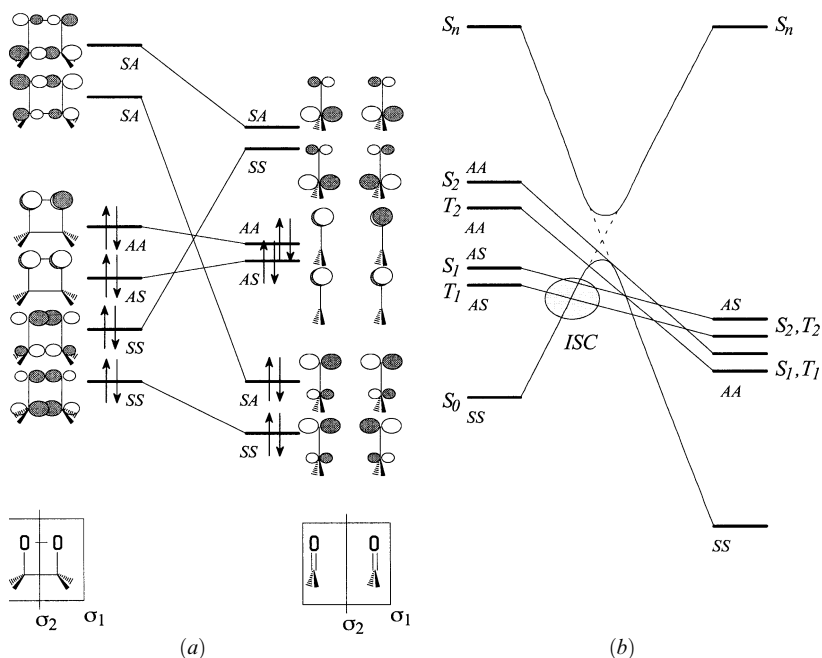 SA
SA
SA
SS
AA
AS
SS
SS
AA
AS
SA
SS
O O
σ2 σ1
O O
σ2 σ1
(a)
Sn Sn
S2 AA
T2 AA
S1 AS
T1 AS
ISC
AS
S2, T2
S1, T1
AA
S0 SS
SS
(b)